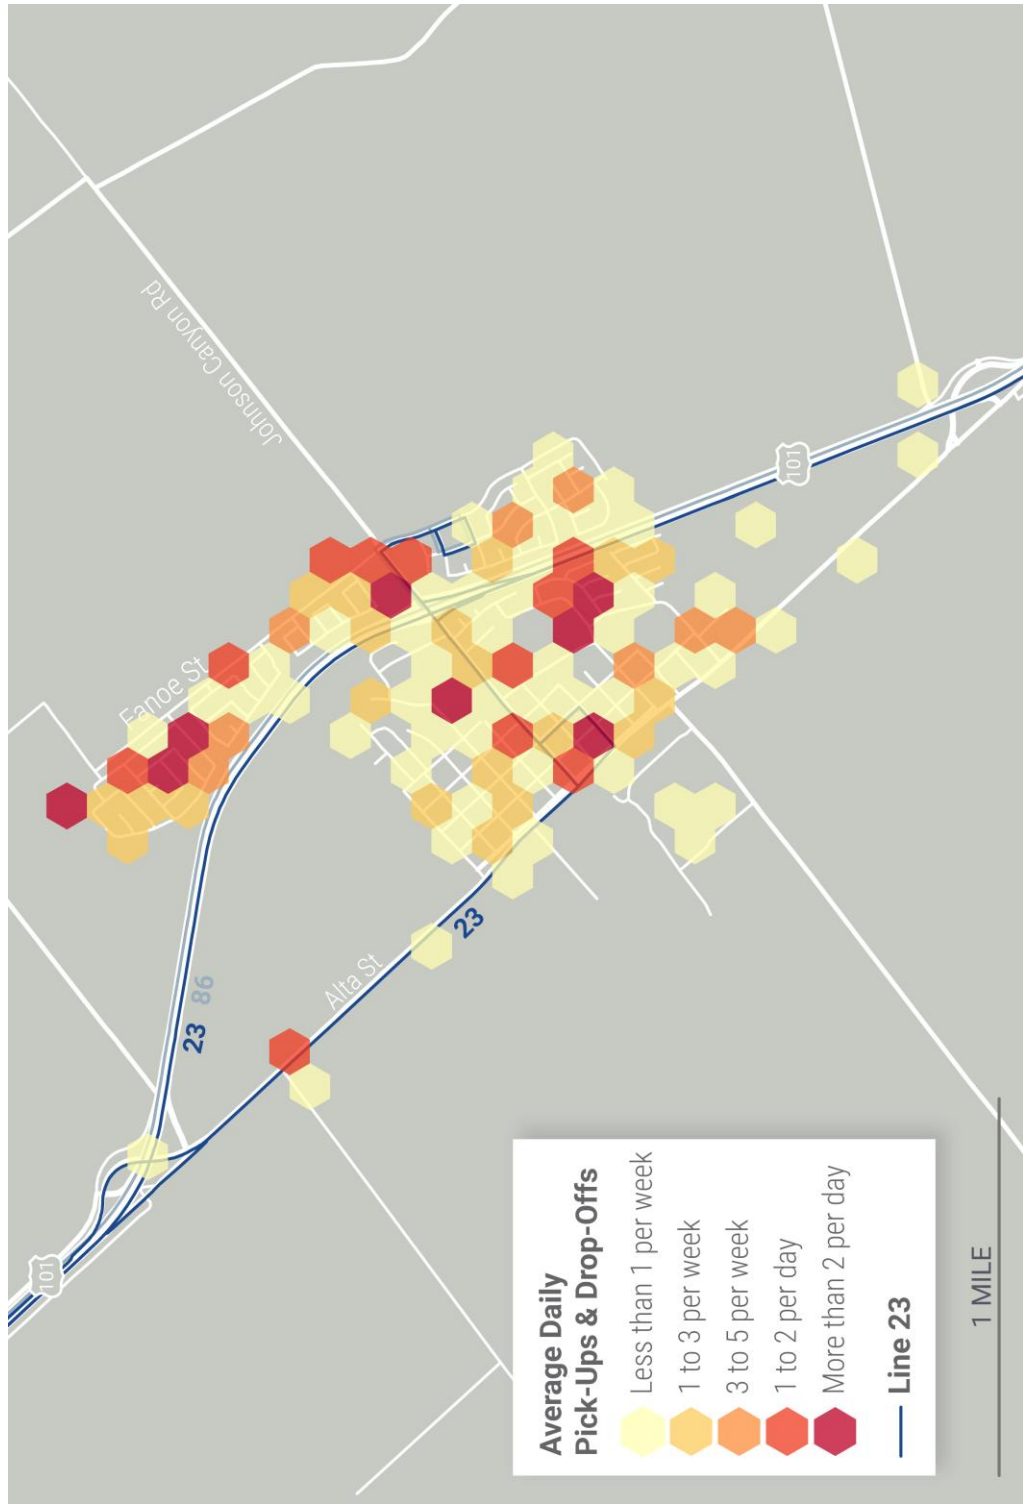 Johnson Canyon Rd
Fanoe St
101
23 86
Alta St
23
101
Average Daily
Pick-Ups & Drop-Offs
Less than 1 per week
1 to 3 per week
3 to 5 per week
1 to 2 per day
More than 2 per day
Line 23
1 MILE